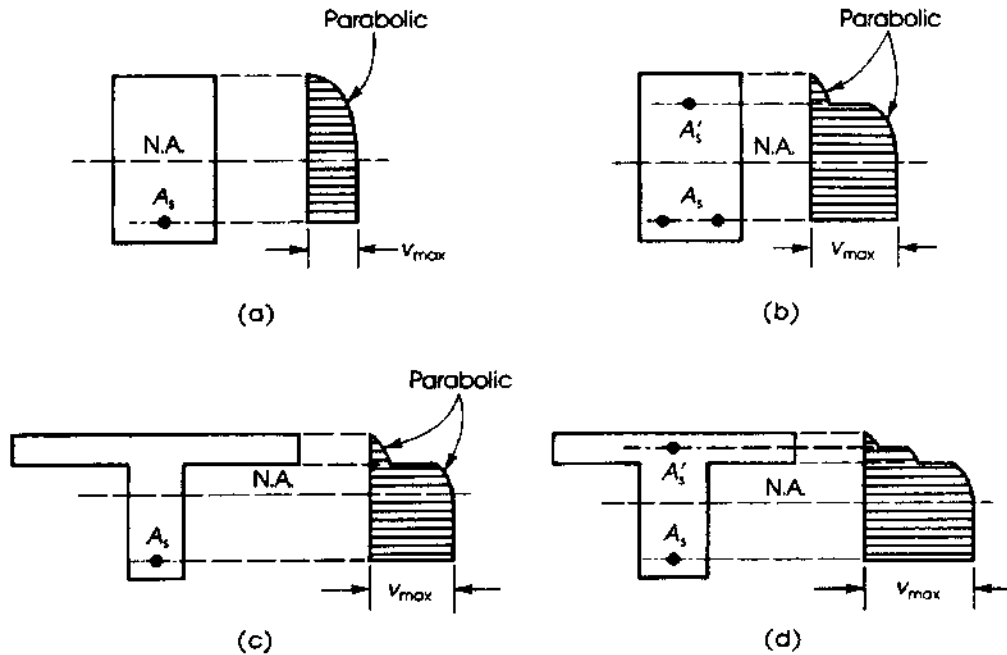 Parabolic
N.A.
A_s
v_max
(a)
Parabolic
A'_s
N.A.
A_s
v_max
(b)
Parabolic
N.A.
A_s
v_max
(c)
A'_s
N.A.
A_s
v_max
(d)